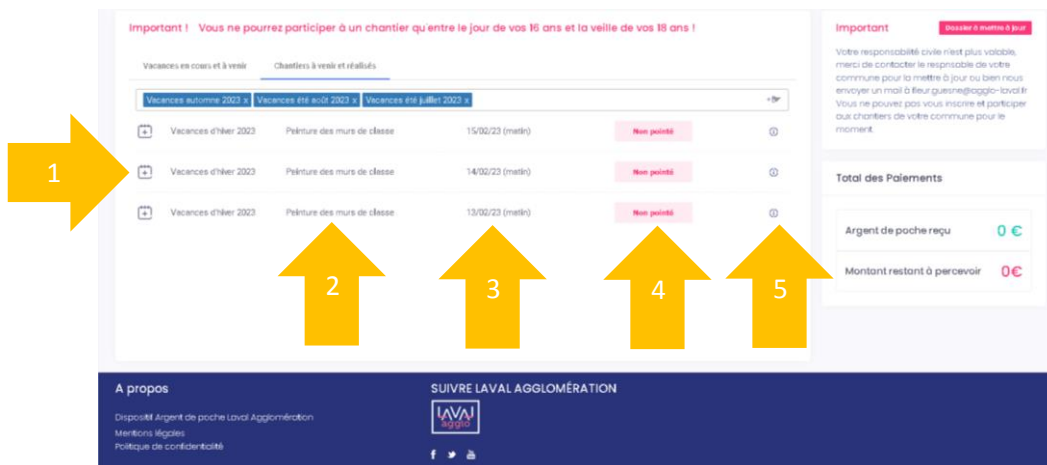 Important ! Vous ne pourrez participer à un chantier qu'entre le jour de vos 16 ans et la veille de vos 18 ans !
Vacances en cours et à venir Chantiers à venir et réalisés
Vacances automne 2023 x Vacances été août 2023 x Vacances été juillet 2023 x
Vacances d'hiver 2023 Peinture des murs de classe 15/02/23 (matin) Non pointé
1
Vacances d'hiver 2023 Peinture des murs de classe 14/02/23 (matin) Non pointé
Vacances d'hiver 2023 Peinture des murs de classe 13/02/23 (matin) Non pointé
2 3 4 5
Important Dossier à mettre à jour
Votre responsabilité civile n'est plus valable,
merci de contacter le responsable de votre
commune pour la mettre à jour ou bien nous
envoyer un mail à fleur.guesne@agglo-laval.fr
Vous ne pouvez pas vous inscrire et participer
aux chantiers de votre commune pour le
moment.
Total des Paiements
Argent de poche reçu 0 €
Montant restant à percevoir 0€
A propos
Dispositif Argent de poche Laval Agglomération
Mentions légales
Politique de confidentialité
SUIVRE LAVAL AGGLOMÉRATION
LAVAL
agglo